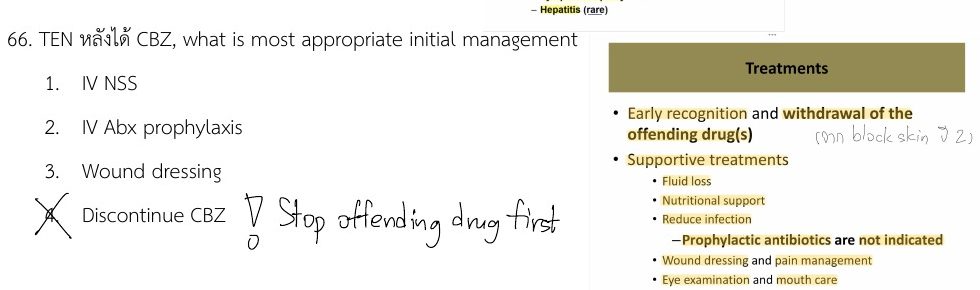 – Hepatitis (rare)
66. TEN หลังได้ CBZ, what is most appropriate initial management
1. IV NSS
2. IV Abx prophylaxis
3. Wound dressing
4. Discontinue CBZ ! Stop offending drug first
Treatments
• Early recognition and withdrawal of the
offending drug(s) (จาก block skin ปี 2)
• Supportive treatments
• Fluid loss
• Nutritional support
• Reduce infection
–Prophylactic antibiotics are not indicated
• Wound dressing and pain management
• Eye examination and mouth care